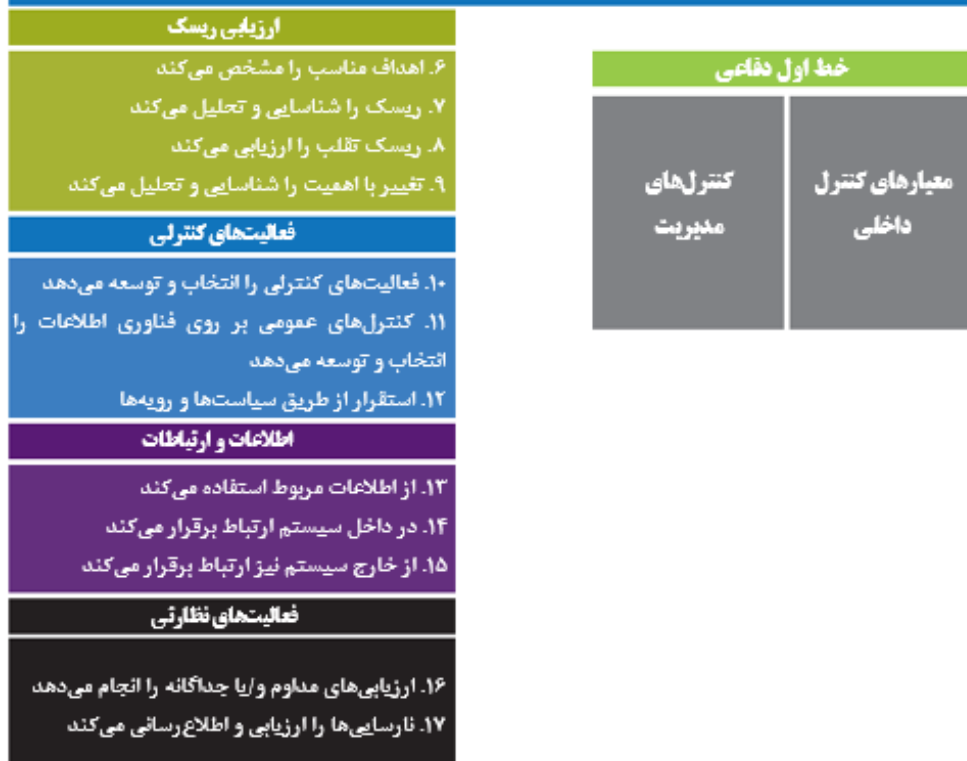 ارزیابی ریسک
۶. اهداف مناسب را مشخص می‌کند
۷. ریسک را شناسایی و تحلیل می‌کند
۸. ریسک تقلب را ارزیابی می‌کند
۹. تغییر با اهمیت را شناسایی و تحلیل می‌کند
فعالیت‌های کنترلی
۱۰. فعالیت‌های کنترلی را انتخاب و توسعه می‌دهد
۱۱. کنترل‌های عمومی بر روی فناوری اطلاعات را
انتخاب و توسعه می‌دهد
۱۲. استقرار از طریق سیاست‌ها و رویه‌ها
اطلاعات و ارتباطات
۱۳. از اطلاعات مربوط استفاده می‌کند
۱۴. در داخل سیستم ارتباط برقرار می‌کند
۱۵. از خارج سیستم نیز ارتباط برقرار می‌کند
فعالیت‌های نظارتی
۱۶. ارزیابی‌های مداوم و/یا جداگانه را انجام می‌دهد
۱۷. نارسایی‌ها را ارزیابی و اطلاع‌رسانی می‌کند
خط اول دفاعی
معیارهای کنترل
داخلی
کنترل‌های
مدیریت